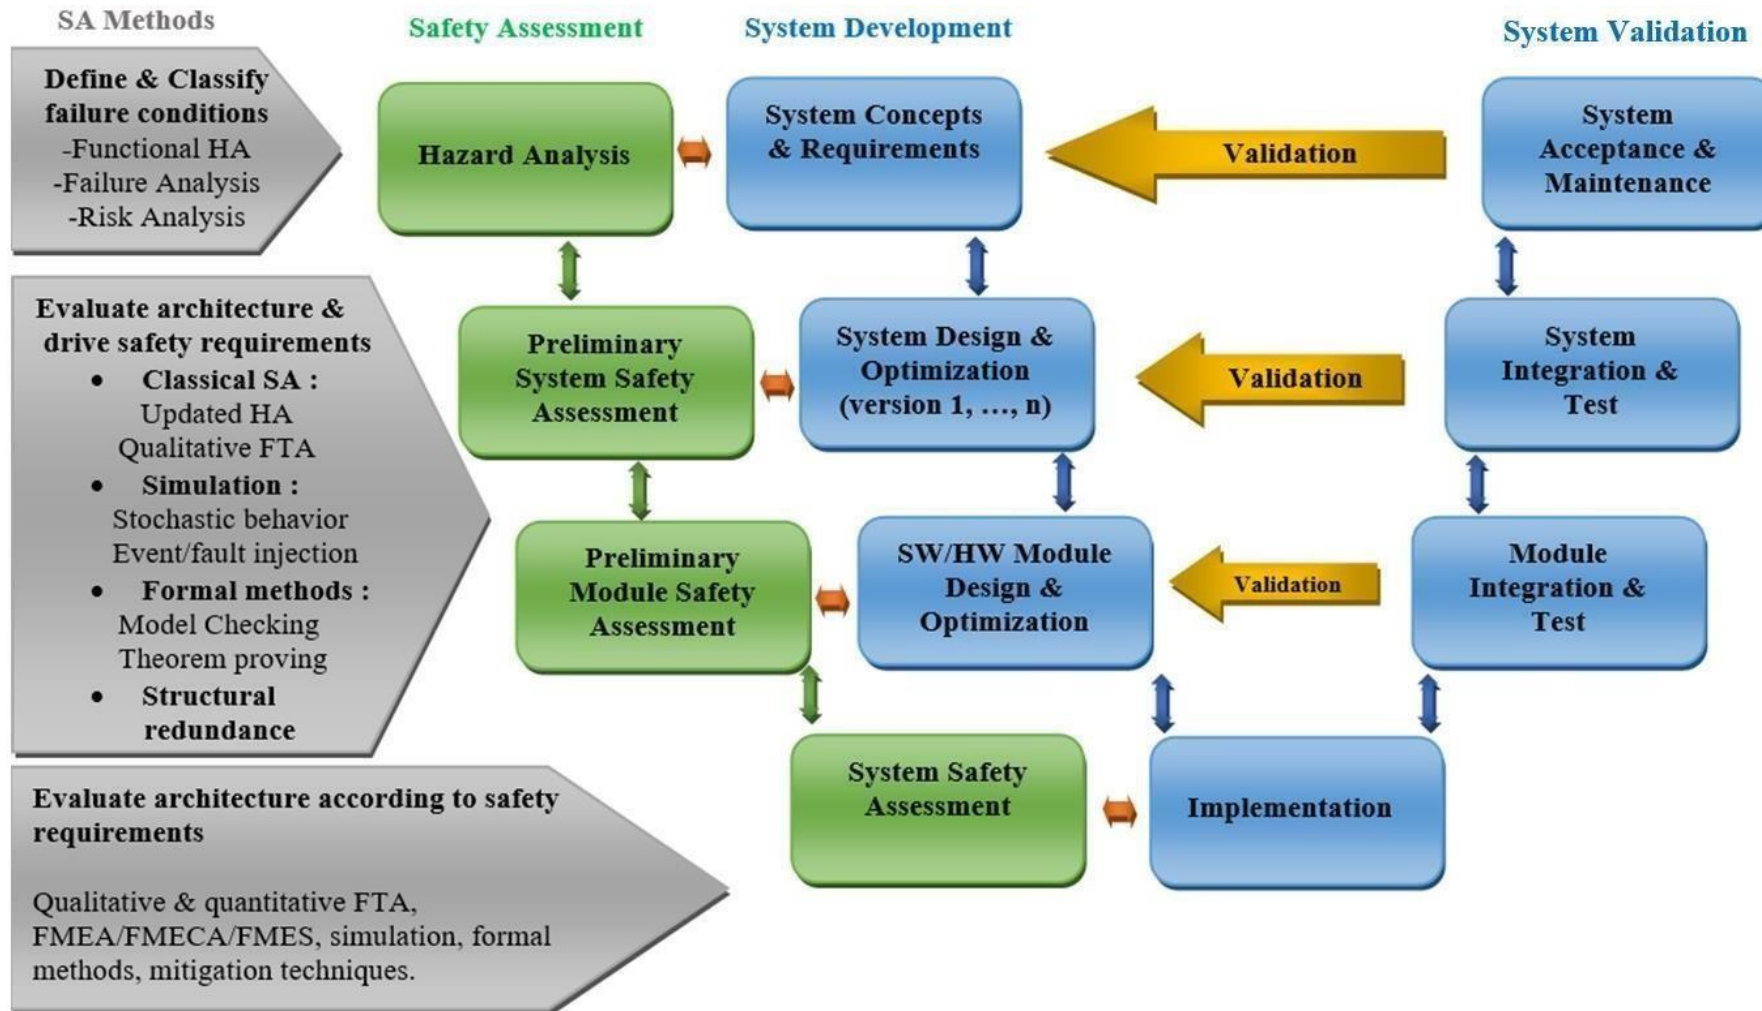 SA Methods
Safety Assessment
System Development
System Validation
Define & Classify
failure conditions
-Functional HA
-Failure Analysis
-Risk Analysis
Hazard Analysis
System Concepts
& Requirements
Validation
System
Acceptance &
Maintenance
Evaluate architecture &
drive safety requirements
• Classical SA :
Updated HA
Qualitative FTA
• Simulation :
Stochastic behavior
Event/fault injection
• Formal methods :
Model Checking
Theorem proving
• Structural
redundance
Preliminary
System Safety
Assessment
System Design &
Optimization
(version 1, …, n)
Validation
System
Integration &
Test
Preliminary
Module Safety
Assessment
SW/HW Module
Design &
Optimization
Validation
Module
Integration &
Test
Evaluate architecture according to safety
requirements
Qualitative & quantitative FTA,
FMEA/FMECA/FMES, simulation, formal
methods, mitigation techniques.
System Safety
Assessment
Implementation